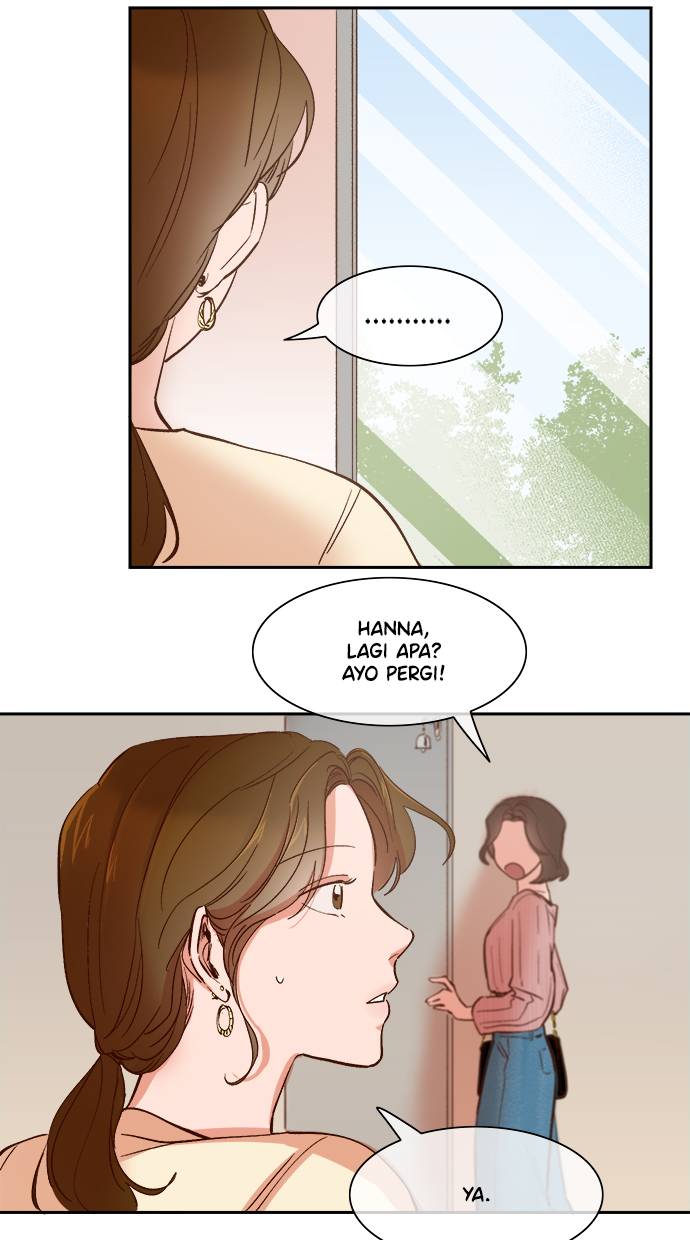 ...........
HANNA,
LAGI APA?
AYO PERGI!
YA.